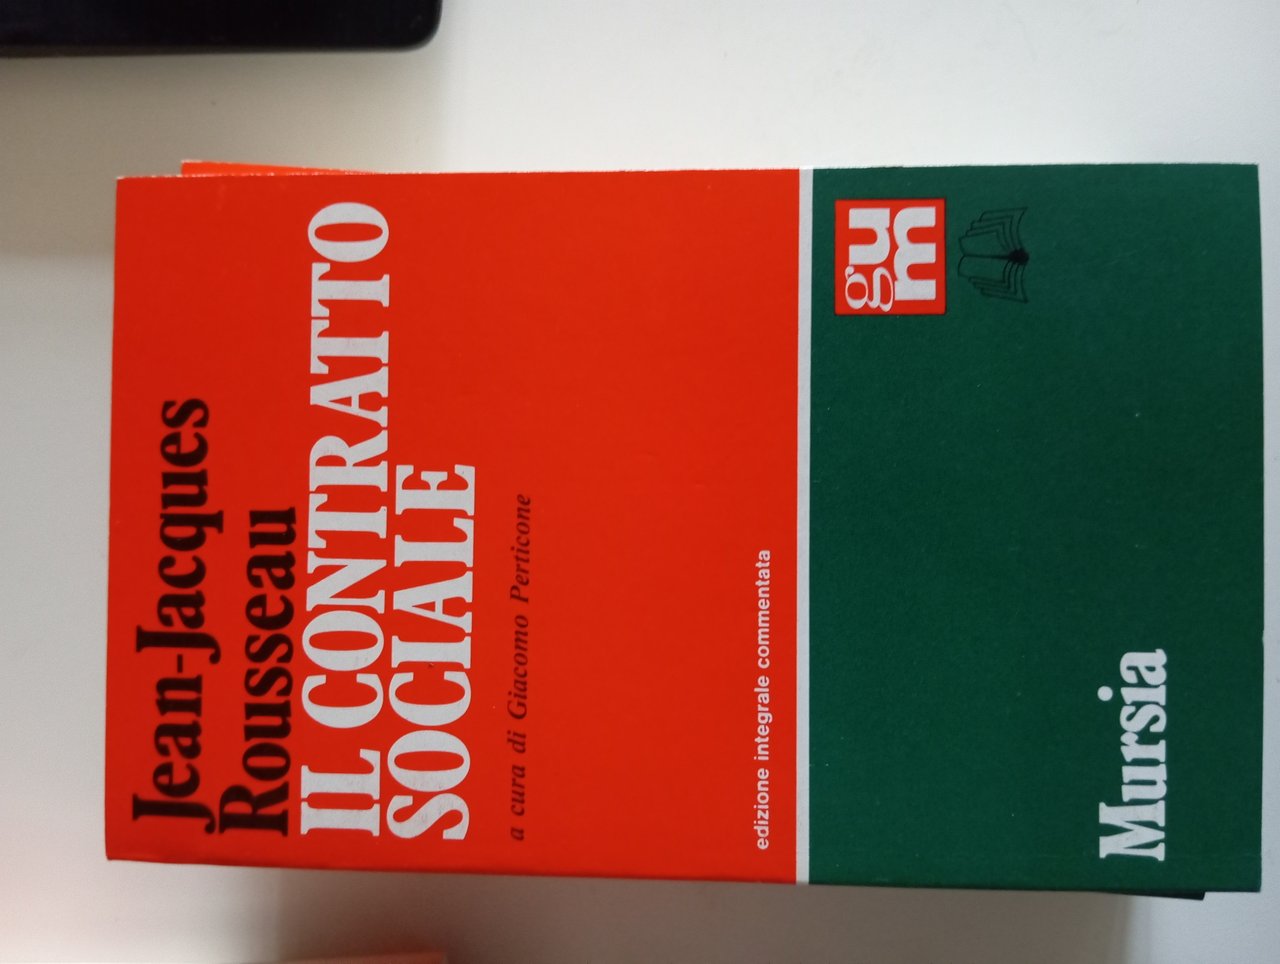 Jean-Jacques
Rousseau
IL CONTRATTO
SOCIALE
a cura di Giacomo Perticone
edizione integrale commentata
gu
m
Mursia